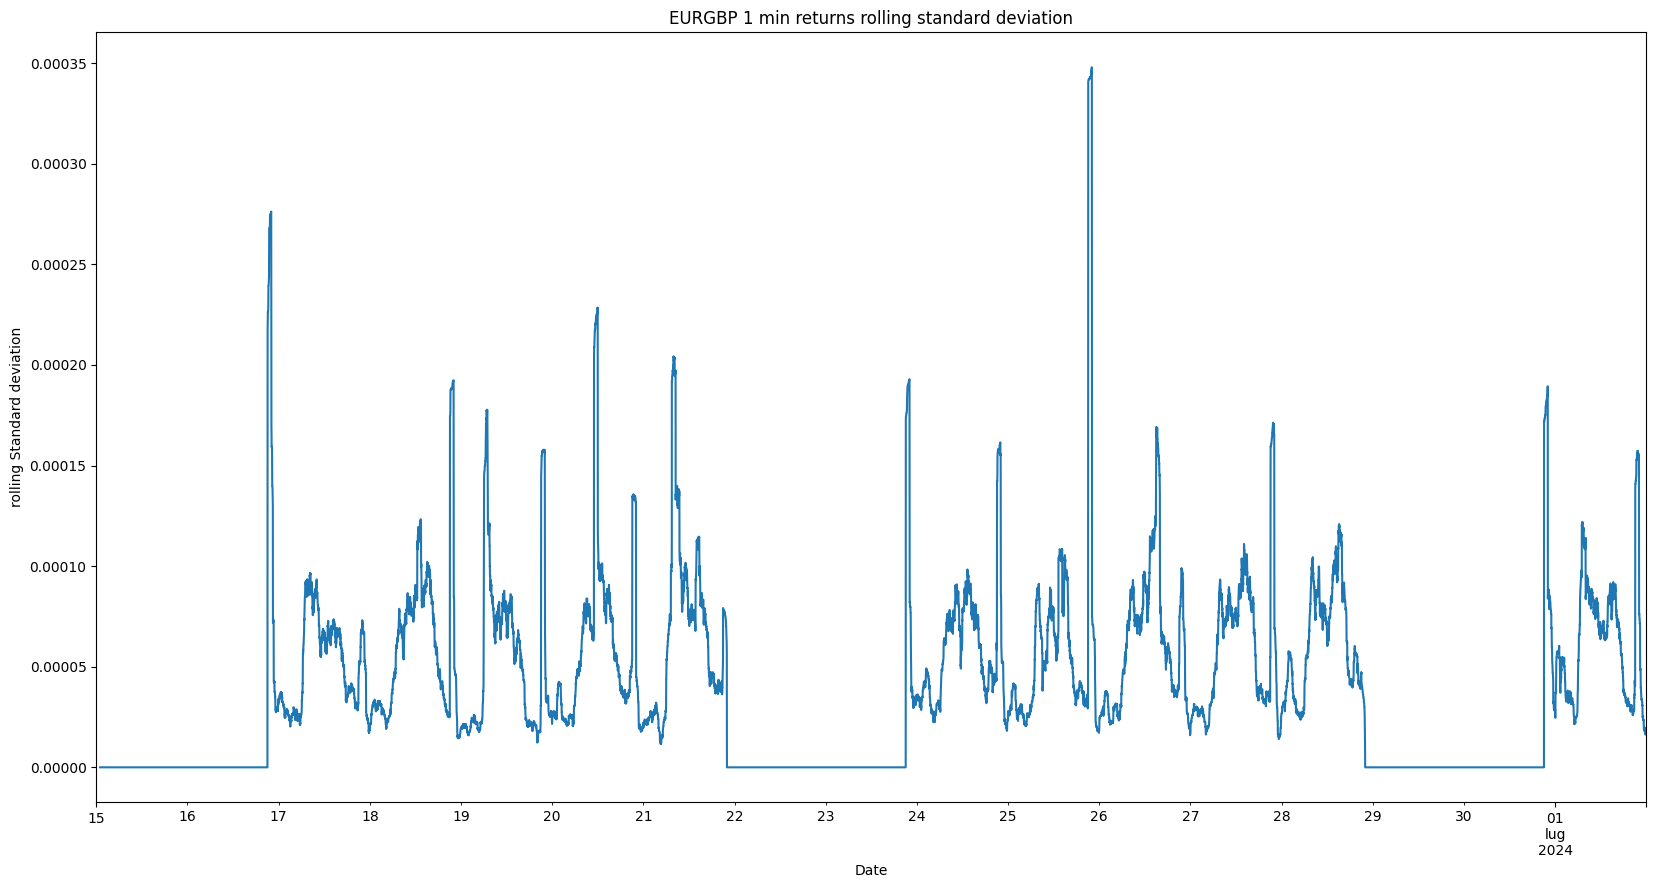 EURGBP 1 min returns rolling standard deviation
rolling Standard deviation
0.00035
0.00030
0.00025
0.00020
0.00015
0.00010
0.00005
0.00000
15 16 17 18 19 20 21 22 23 24 25 26 27 28 29 30 01
lug
2024
Date